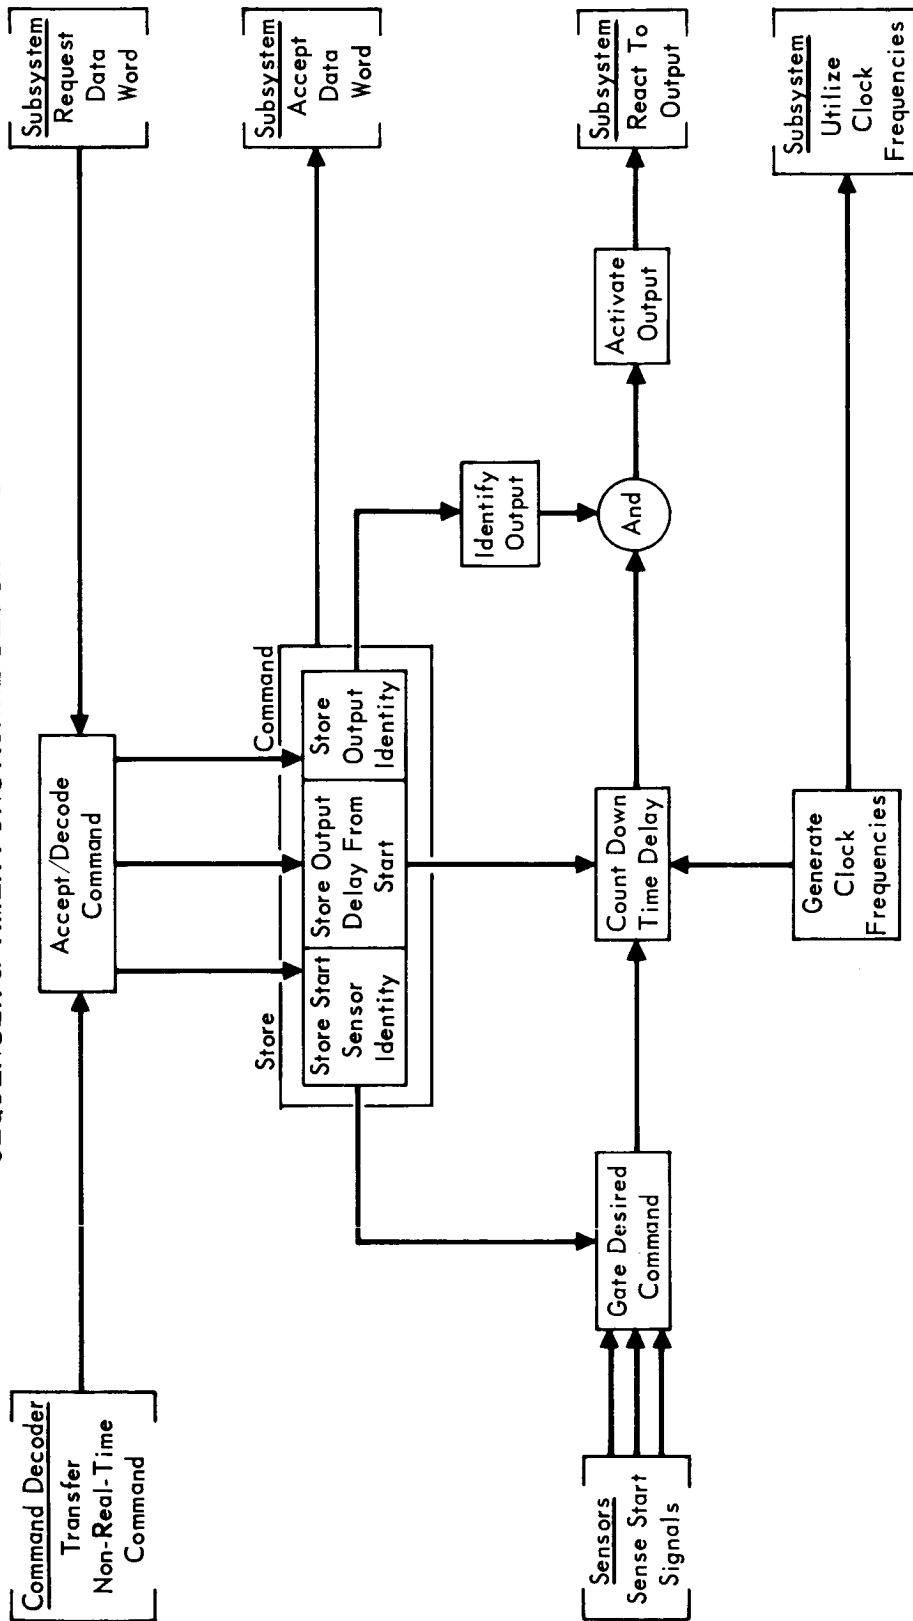 Command Decoder
Transfer
Non-Real-Time
Command
Accept/Decode
Command
Subsystem
Request
Data
Word
Store
Command
Store Start
Sensor
Identity
Store Output
Delay From
Start
Store
Output
Identity
Subsystem
Accept
Data
Word
Identify
Output
Sensors
Sense Start
Signals
Gate Desired
Command
Count Down
Time Delay
And
Activate
Output
Subsystem
React To
Output
Generate
Clock
Frequencies
Subsystem
Utilize
Clock
Frequencies